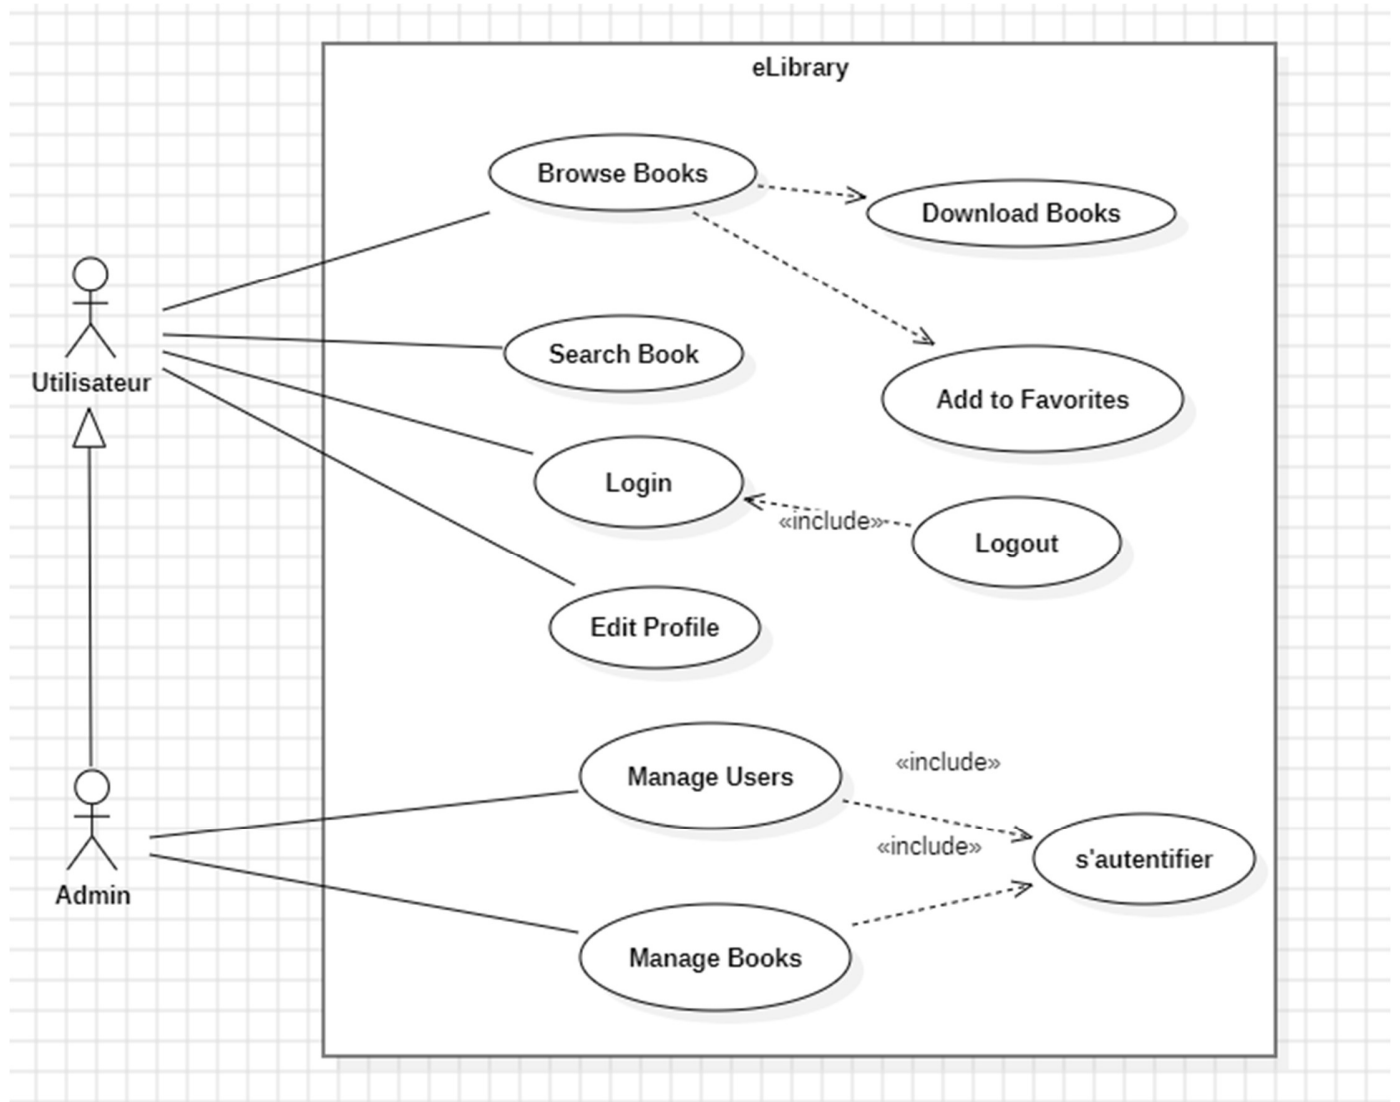 eLibrary
Browse Books
Download Books
Search Book
Utilisateur
Add to Favorites
Login
«include»
Logout
Edit Profile
«include»
Manage Users
«include»
s'autentifier
Admin
Manage Books